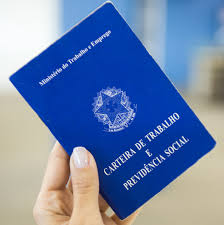 Ministério do Trabalho e Emprego
CARTEIRA DE TRABALHO
E
PREVIDÊNCIA SOCIAL